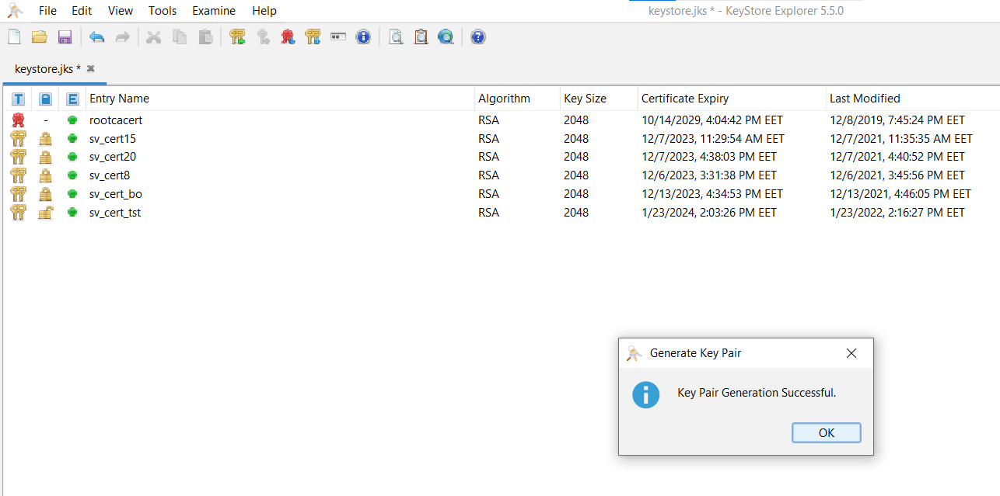 File Edit View Tools Examine Help
keystore.jks * - KeyStore Explorer 5.5.0
keystore.jks *
T E Entry Name Algorithm Key Size Certificate Expiry Last Modified
- rootcacert RSA 2048 10/14/2029, 4:04:42 PM EET 12/8/2019, 7:45:24 PM EET
sv_cert15 RSA 2048 12/7/2023, 11:29:54 AM EET 12/7/2021, 11:35:35 AM EET
sv_cert20 RSA 2048 12/7/2023, 4:38:03 PM EET 12/7/2021, 4:40:52 PM EET
sv_cert8 RSA 2048 12/6/2023, 3:31:38 PM EET 12/6/2021, 3:45:56 PM EET
sv_cert_bo RSA 2048 12/13/2023, 4:34:53 PM EET 12/13/2021, 4:46:05 PM EET
sv_cert_tst RSA 2048 1/23/2024, 2:03:26 PM EET 1/23/2022, 2:16:27 PM EET
Generate Key Pair
Key Pair Generation Successful.
OK